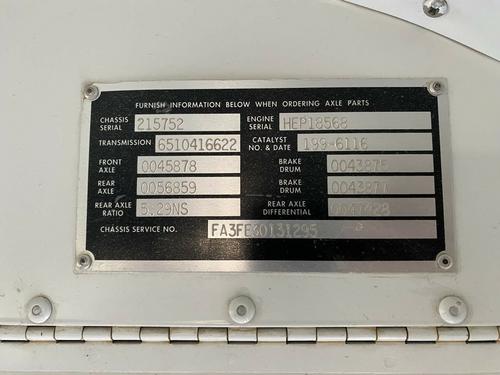 FURNISH INFORMATION BELOW WHEN ORDERING AXLE PARTS
CHASSIS SERIAL 215752 ENGINE SERIAL HEP18568
TRANSMISSION 6510416622 CATALYST NO. & DATE 199-6116
FRONT AXLE 0045878 BRAKE DRUM 0043875
REAR AXLE 0056859 BRAKE DRUM 0043877
REAR AXLE RATIO 5.29NS REAR AXLE DIFFERENTIAL 0047428
CHASSIS SERVICE NO.